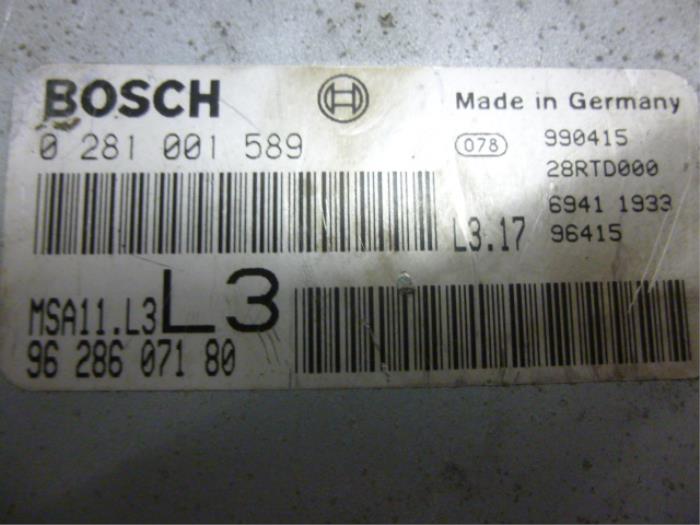 BOSCH
Made in Germany
0 281 001 589
078
990415
28RTD000
6941 1933
L3.17
96415
MSA11.L3
L3
96 286 071 80